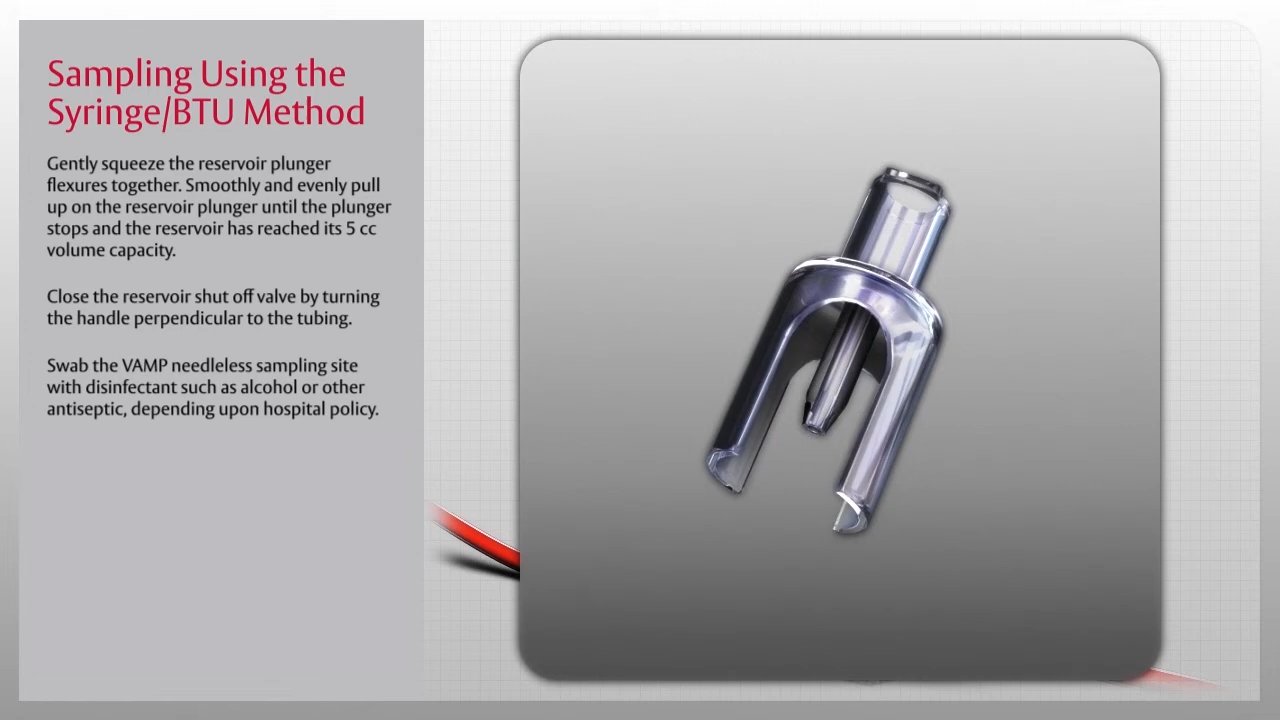 Sampling Using the
Syringe/BTU Method
Gently squeeze the reservoir plunger
flexures together. Smoothly and evenly pull
up on the reservoir plunger until the plunger
stops and the reservoir has reached its 5 cc
volume capacity.
Close the reservoir shut off valve by turning
the handle perpendicular to the tubing.
Swab the VAMP needleless sampling site
with disinfectant such as alcohol or other
antiseptic, depending upon hospital policy.